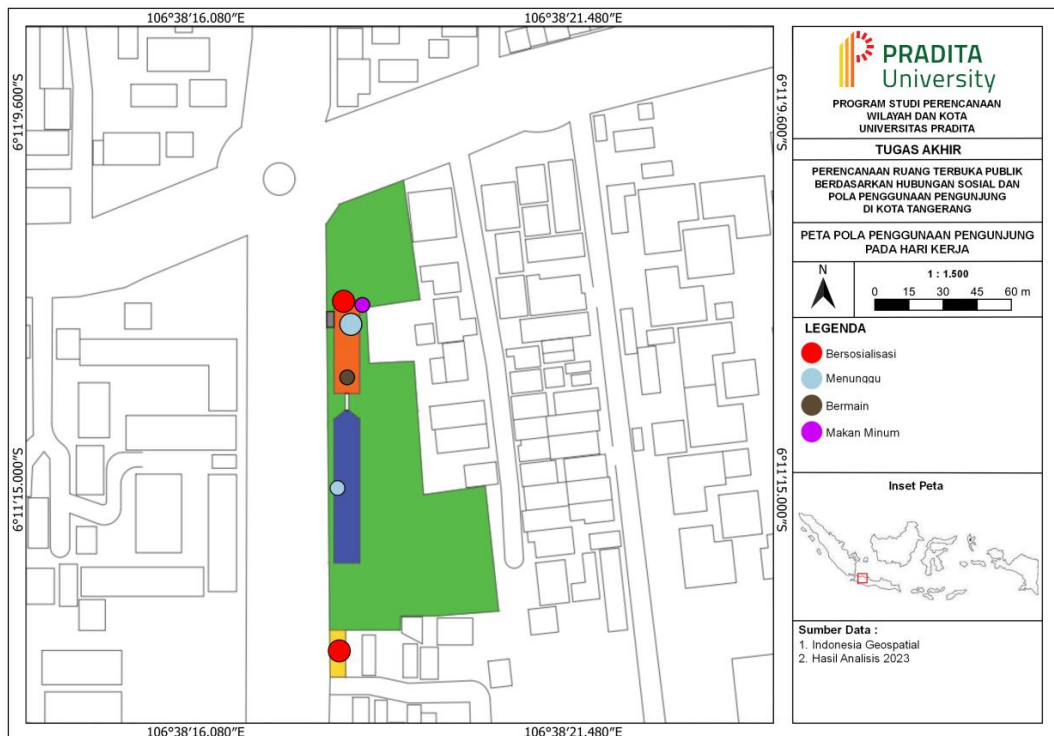 106°38'16.080"E
106°38'21.480"E
6°11'9.600"S
6°11'9.600"S
6°11'15.000"S
6°11'15.000"S
106°38'16.080"E
106°38'21.480"E
PRADITA
University
PROGRAM STUDI PERENCANAAN
WILAYAH DAN KOTA
UNIVERSITAS PRADITA
TUGAS AKHIR
PERENCANAAN RUANG TERBUKA PUBLIK
BERDASARKAN HUBUNGAN SOSIAL DAN
POLA PENGGUNAAN PENGUNJUNG
DI KOTA TANGERANG
PETA POLA PENGGUNAAN PENGUNJUNG
PADA HARI KERJA
N
1 : 1.500
0 15 30 45 60 m
LEGENDA
Bersosialisasi
Menunggu
Bermain
Makan Minum
Inset Peta
Sumber Data :
1. Indonesia Geospatial
2. Hasil Analisis 2023